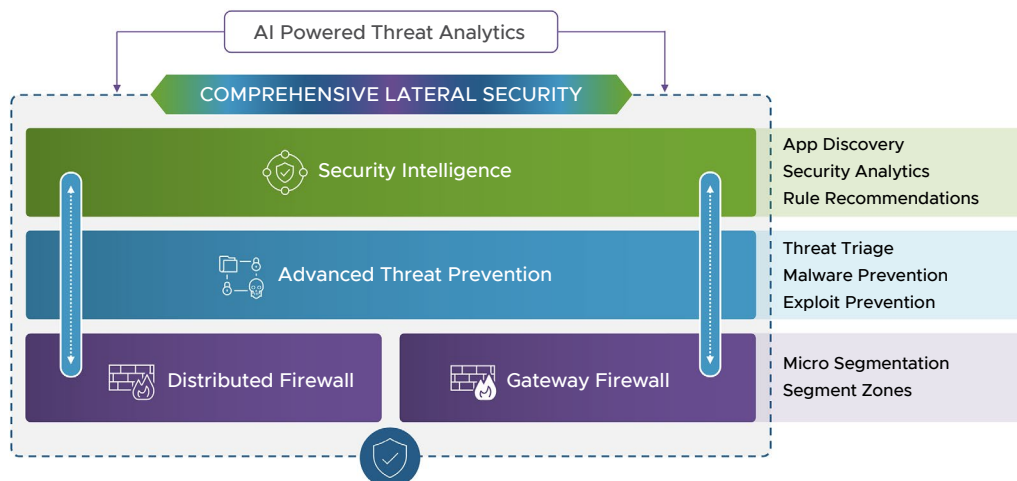 AI Powered Threat Analytics
COMPREHENSIVE LATERAL SECURITY
Security Intelligence
App Discovery
Security Analytics
Rule Recommendations
Advanced Threat Prevention
Threat Triage
Malware Prevention
Exploit Prevention
Distributed Firewall
Gateway Firewall
Micro Segmentation
Segment Zones